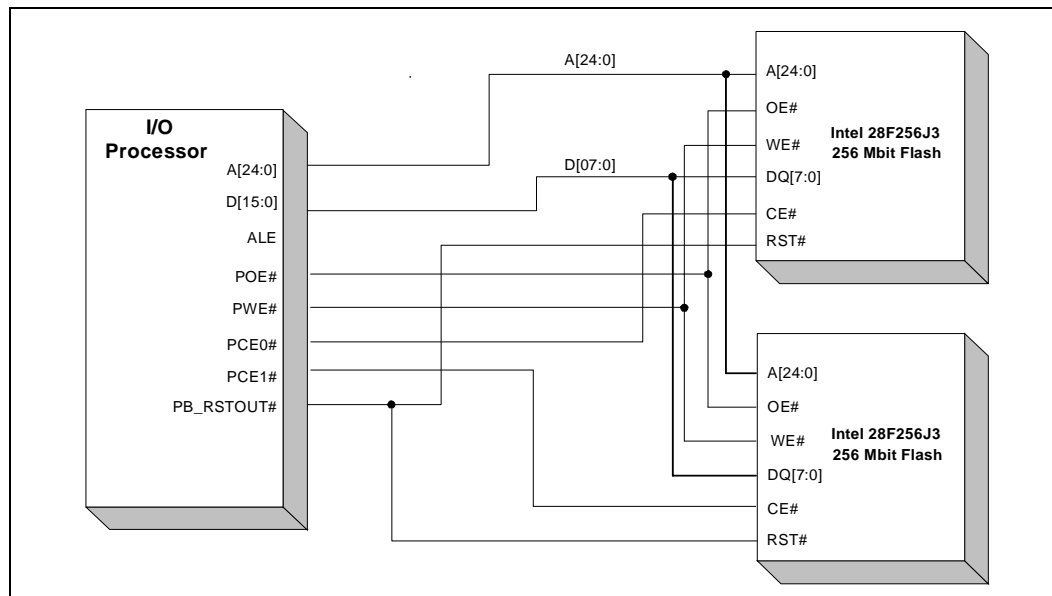 I/O
Processor
A[24:0]
D[15:0]
ALE
POE#
PWE#
PCE0#
PCE1#
PB_RSTOUT#
A[24:0]
D[07:0]
A[24:0]
OE#
WE#
DQ[7:0]
CE#
RST#
Intel 28F256J3
256 Mbit Flash
A[24:0]
OE#
WE#
DQ[7:0]
CE#
RST#
Intel 28F256J3
256 Mbit Flash